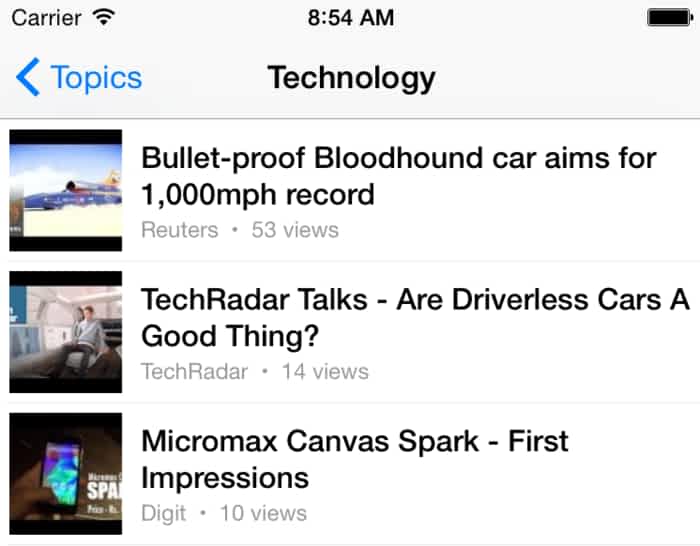 Carrier 8:54 AM
Topics Technology
Bullet-proof Bloodhound car aims for
1,000mph record
Reuters • 53 views
TechRadar Talks - Are Driverless Cars A
Good Thing?
TechRadar • 14 views
Micromax Canvas Spark - First
Impressions
Digit • 10 views